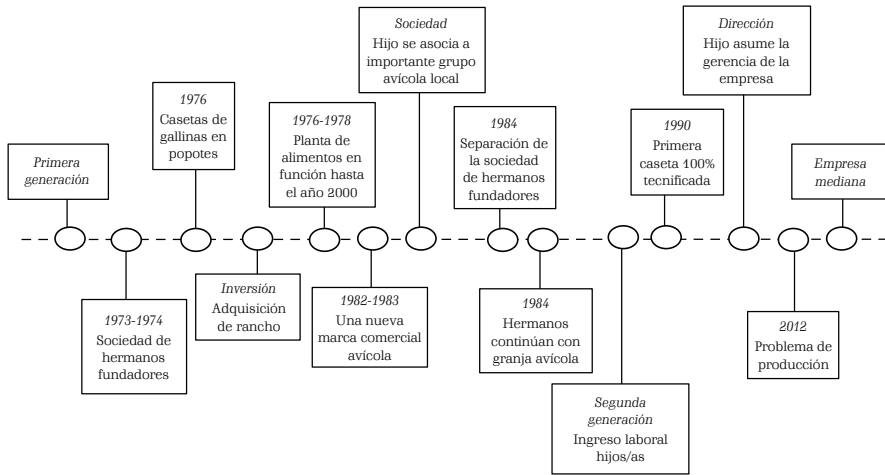 Primera
generación
1973-1974
Sociedad de
hermanos
fundadores
1976
Casetas de
gallinas en
popotes
Inversión
Adquisición
de rancho
1976-1978
Planta de
alimentos en
función hasta
el año 2000
1982-1983
Una nueva
marca comercial
avícola
Sociedad
Hijo se asocia a
importante grupo
avícola local
1984
Separación de
la sociedad
de hermanos
fundadores
1984
Hermanos
continúan con
granja avícola
Segunda
generación
Ingreso laboral
hijos/as
1990
Primera
caseta 100%
tecnificada
Dirección
Hijo asume la
gerencia de la
empresa
2012
Problema de
producción
Empresa
mediana